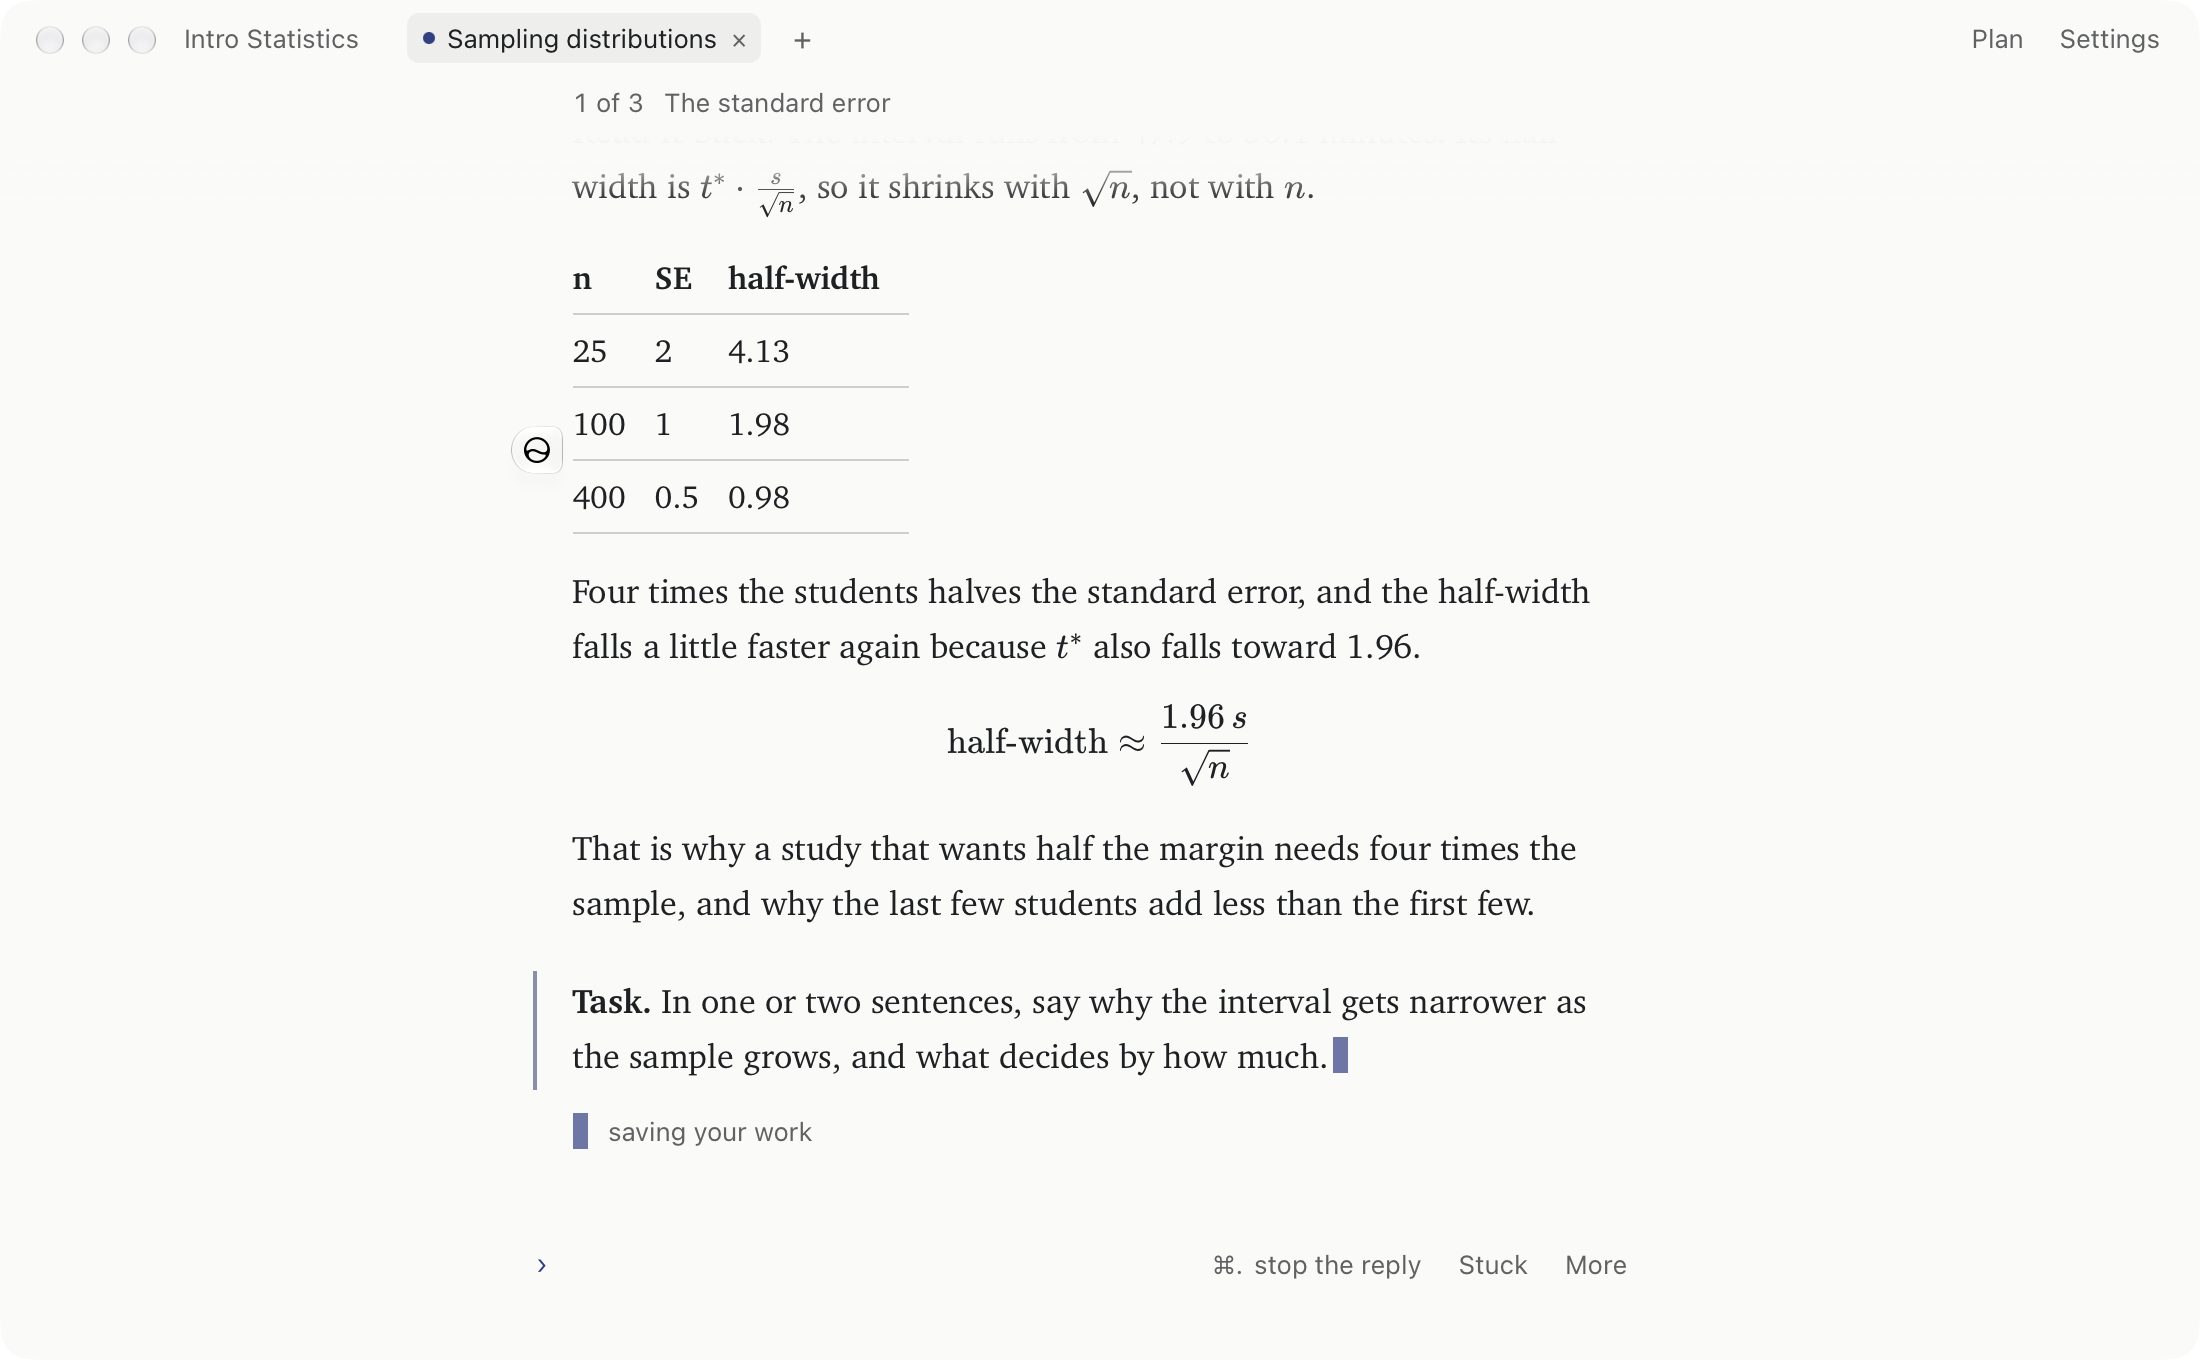 Intro Statistics
Sampling distributions ×
+
Plan Settings
1 of 3 The standard error
width is t* · s/√n, so it shrinks with √n, not with n.
n SE half-width
25 2 4.13
100 1 1.98
400 0.5 0.98
Four times the students halves the standard error, and the half-width
falls a little faster again because t* also falls toward 1.96.
half-width ≈ 1.96 s/√n
That is why a study that wants half the margin needs four times the
sample, and why the last few students add less than the first few.
Task. In one or two sentences, say why the interval gets narrower as
the sample grows, and what decides by how much.
saving your work
› ⌘. stop the reply Stuck More